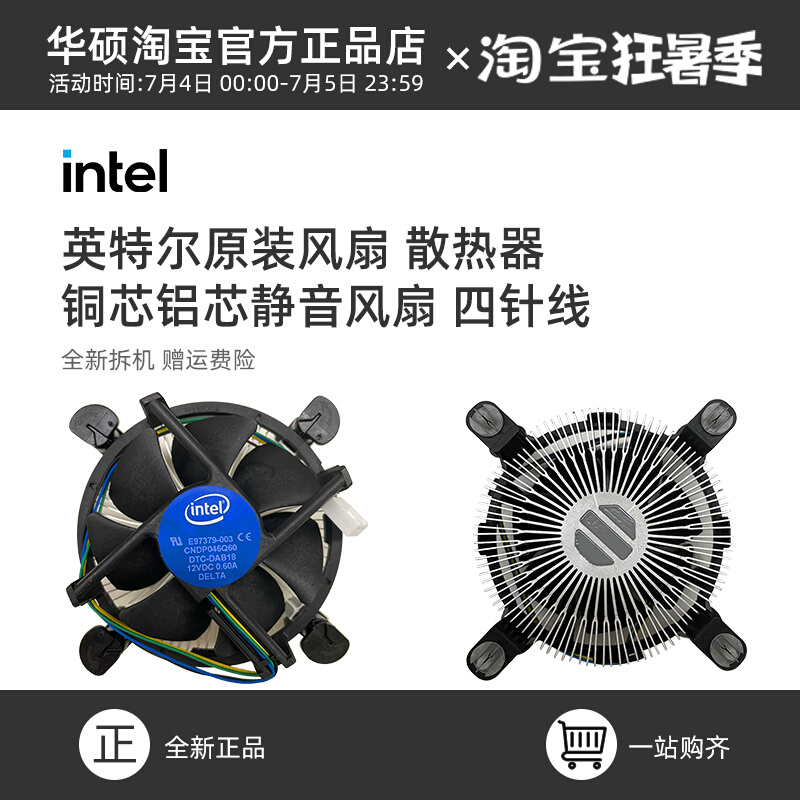 华硕淘宝官方正品店
活动时间:7月4日 00:00-7月5日 23:59
×淘宝狂暑季
intel
英特尔原装风扇 散热器
铜芯铝芯静音风扇 四针线
全新拆机 赠运费险
intel
E97379-003 CE
CNDP046Q60
DTC-DAB18
12VDC 0.60A
DELTA
正
全新正品
一站购齐